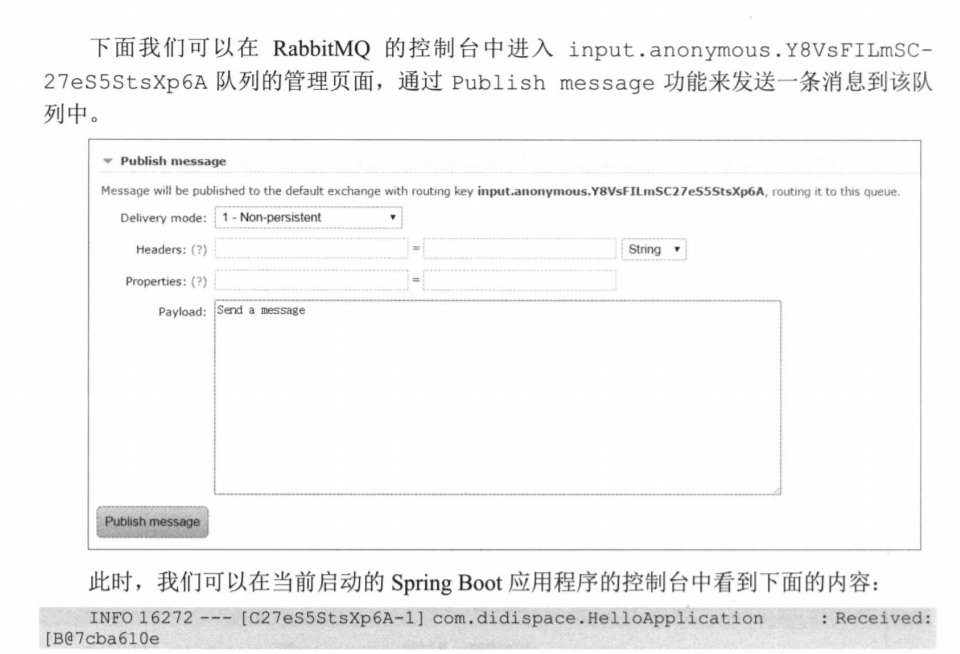 下面我们可以在 RabbitMQ 的控制台中进入 input.anonymous.Y8VsFILmSC-
27eS5StsXp6A 队列的管理页面，通过 Publish message 功能来发送一条消息到该队
列中。
Publish message
Message will be published to the default exchange with routing key input.anonymous.Y8VsFILmSC27eS5StsXp6A, routing it to this queue.
Delivery mode: 1 - Non-persistent
Headers: (?) = String
Properties: (?) =
Payload: Send a message
Publish message
此时，我们可以在当前启动的 Spring Boot 应用程序的控制台中看到下面的内容：
INFO 16272 --- [C27eS5StsXp6A-1] com.didispace.HelloApplication : Received:
[B@7cba610e